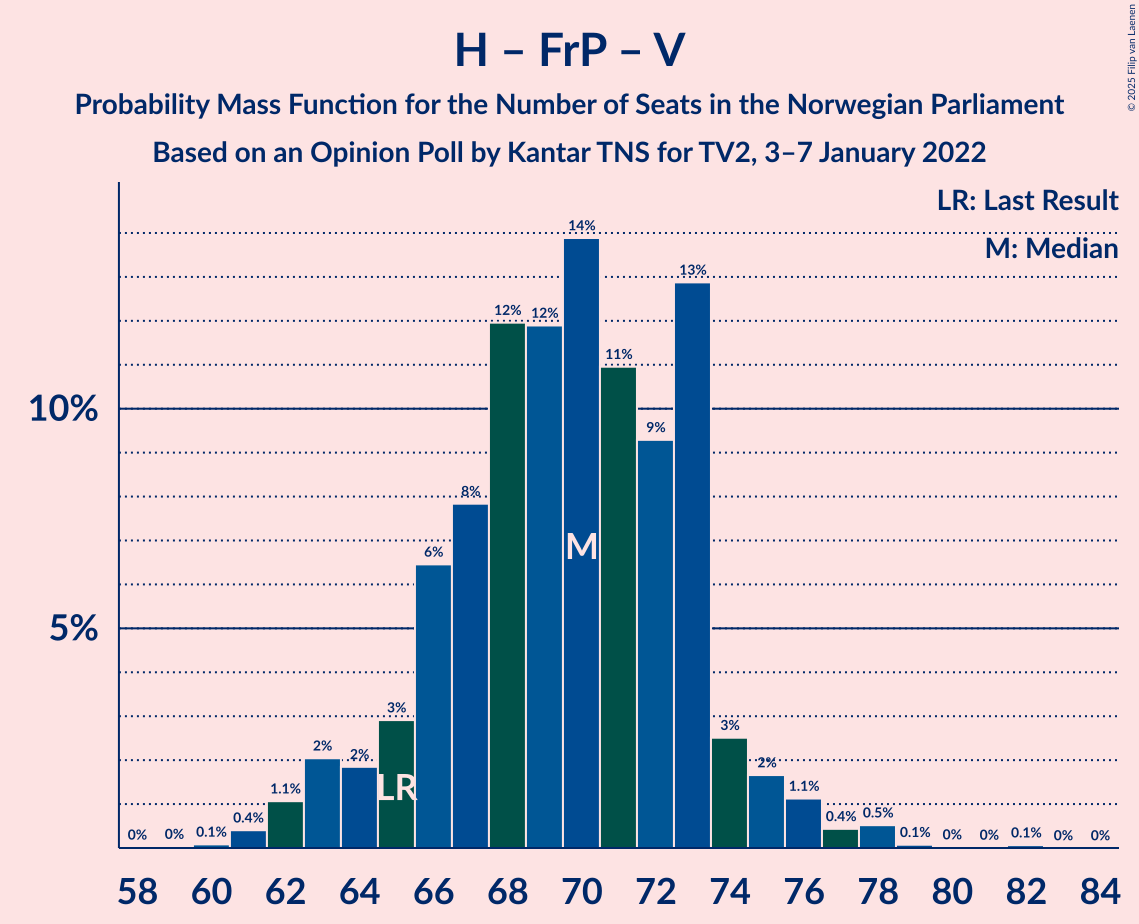 H – FrP – V
Probability Mass Function for the Number of Seats in the Norwegian Parliament
Based on an Opinion Poll by Kantar TNS for TV2, 3–7 January 2022
© 2025 Filip van Laenen
LR: Last Result
M: Median
10%
5%
0% 0% 0.1% 0.4% 1.1% 2% 2% 3% 6% 8% 12% 12% 14% 11% 9% 13% 3% 2% 1.1% 0.4% 0.5% 0.1% 0% 0% 0.1% 0% 0%
LR M
58 60 62 64 66 68 70 72 74 76 78 80 82 84